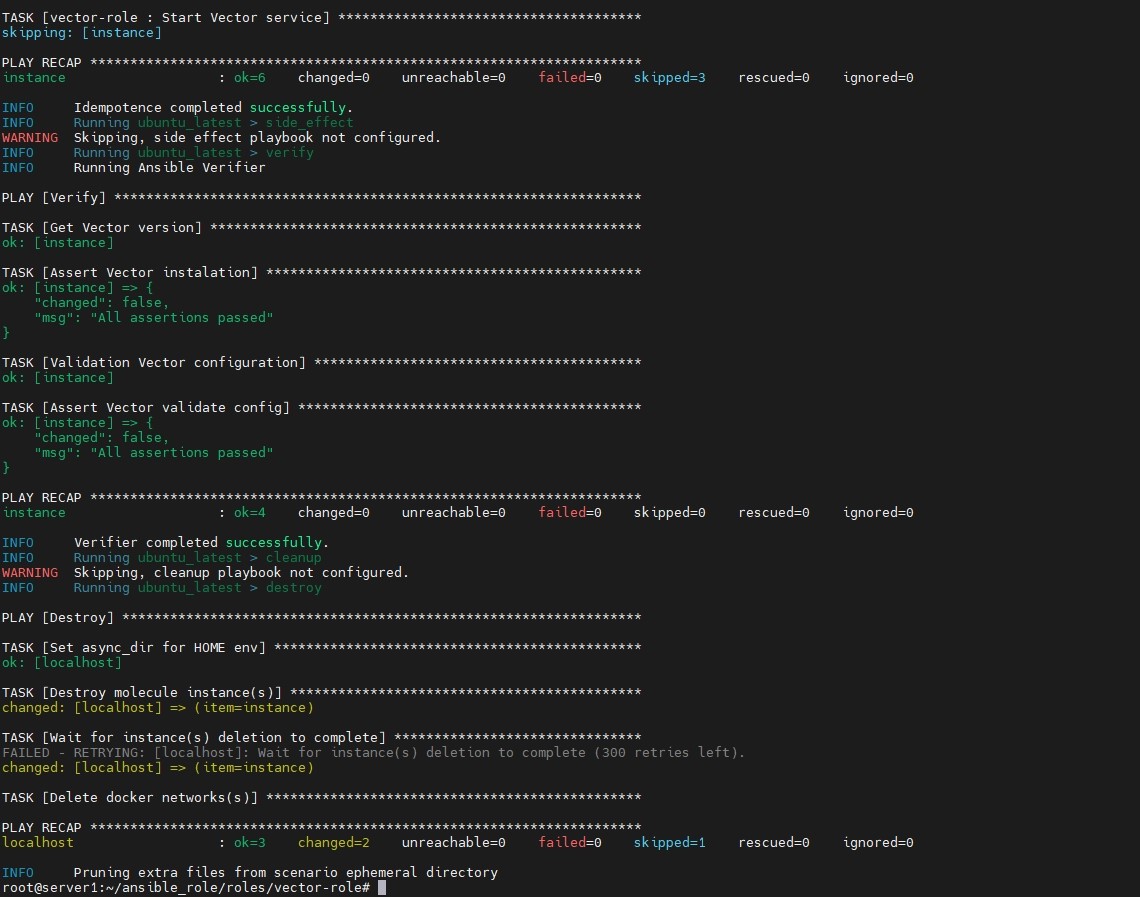 TASK [vector-role : Start Vector service] **************************************
skipping: [instance]
PLAY RECAP *********************************************************************
instance                   : ok=6    changed=0    unreachable=0    failed=0    skipped=3    rescued=0    ignored=0
INFO     Idempotence completed successfully.
INFO     Running ubuntu_latest > side_effect
WARNING  Skipping, side effect playbook not configured.
INFO     Running ubuntu_latest > verify
INFO     Running Ansible Verifier
PLAY [Verify] ******************************************************************
TASK [Get Vector version] ******************************************************
ok: [instance]
TASK [Assert Vector instalation] ***********************************************
ok: [instance] => {
    "changed": false,
    "msg": "All assertions passed"
}
TASK [Validation Vector configuration] *****************************************
ok: [instance]
TASK [Assert Vector validate config] *******************************************
ok: [instance] => {
    "changed": false,
    "msg": "All assertions passed"
}
PLAY RECAP *********************************************************************
instance                   : ok=4    changed=0    unreachable=0    failed=0    skipped=0    rescued=0    ignored=0
INFO     Verifier completed successfully.
INFO     Running ubuntu_latest > cleanup
WARNING  Skipping, cleanup playbook not configured.
INFO     Running ubuntu_latest > destroy
PLAY [Destroy] *****************************************************************
TASK [Set async_dir for HOME env] **********************************************
ok: [localhost]
TASK [Destroy molecule instance(s)] ********************************************
changed: [localhost] => (item=instance)
TASK [Wait for instance(s) deletion to complete] *******************************
FAILED - RETRYING: [localhost]: Wait for instance(s) deletion to complete (300 retries left).
changed: [localhost] => (item=instance)
TASK [Delete docker networks(s)] ***********************************************
PLAY RECAP *********************************************************************
localhost                  : ok=3    changed=2    unreachable=0    failed=0    skipped=1    rescued=0    ignored=0
INFO     Pruning extra files from scenario ephemeral directory
root@server1:~/ansible_role/roles/vector-role#